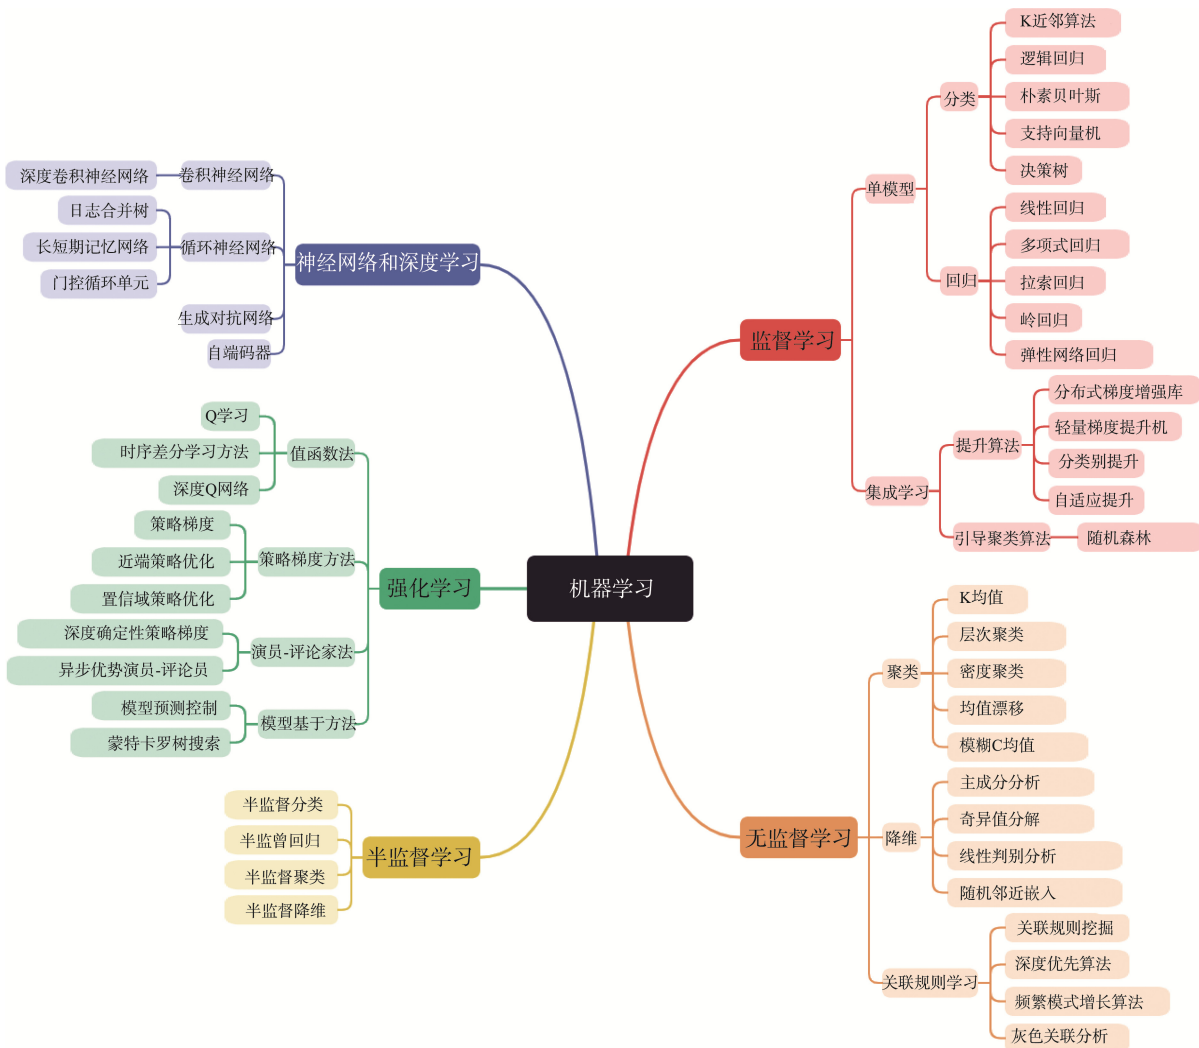 机器学习
监督学习
单模型
分类
K近邻算法
逻辑回归
朴素贝叶斯
支持向量机
决策树
回归
线性回归
多项式回归
拉索回归
岭回归
弹性网络回归
集成学习
提升算法
分布式梯度增强库
轻量梯度提升机
分类别提升
自适应提升
引导聚类算法
随机森林
无监督学习
聚类
K均值
层次聚类
密度聚类
均值漂移
模糊C均值
降维
主成分分析
奇异值分解
线性判别分析
随机邻近嵌入
关联规则学习
关联规则挖掘
深度优先算法
频繁模式增长算法
灰色关联分析
神经网络和深度学习
卷积神经网络
深度卷积神经网络
循环神经网络
日志合并树
长短期记忆网络
门控循环单元
生成对抗网络
自端码器
强化学习
值函数法
Q学习
时序差分学习方法
深度Q网络
策略梯度方法
策略梯度
近端策略优化
置信域策略优化
演员-评论家法
深度确定性策略梯度
异步优势演员-评论员
模型基于方法
模型预测控制
蒙特卡罗树搜索
半监督学习
半监督分类
半监曾回归
半监督聚类
半监督降维